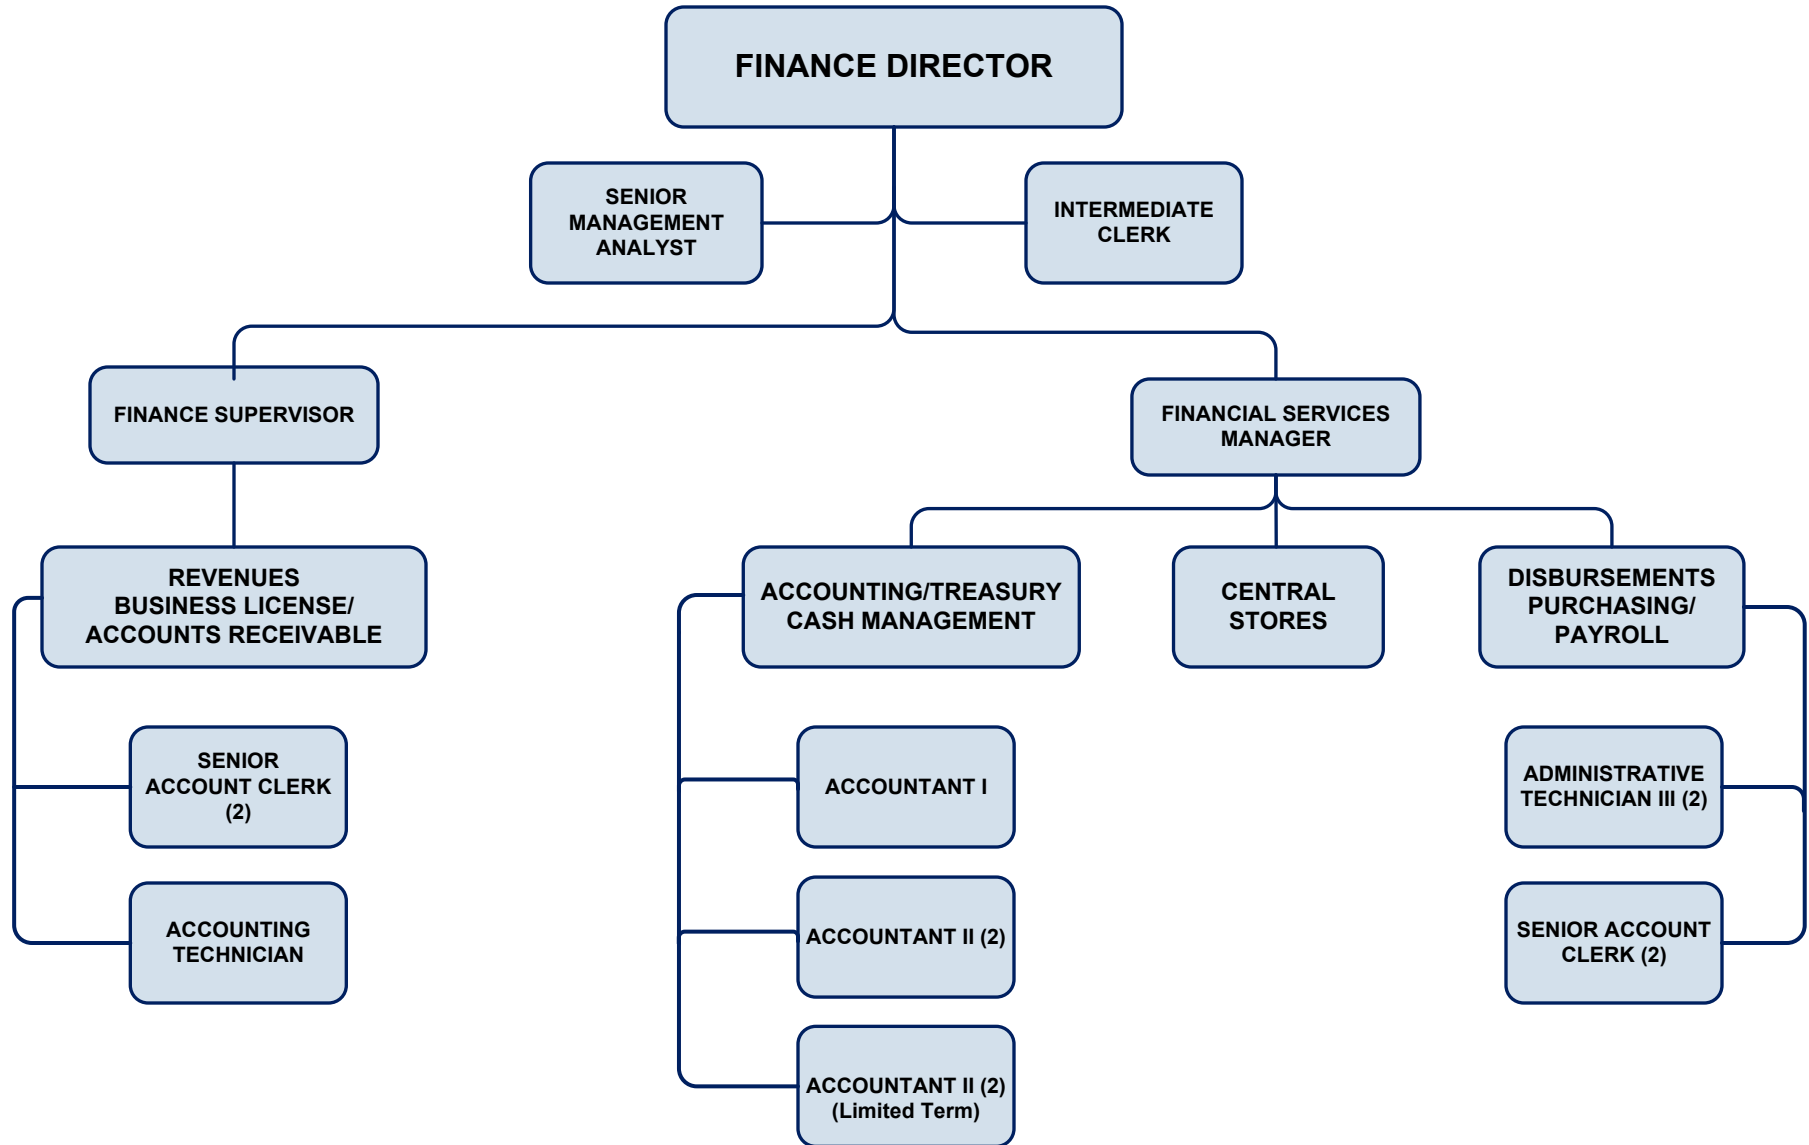 FINANCE DIRECTOR
SENIOR
MANAGEMENT
ANALYST
INTERMEDIATE
CLERK
FINANCE SUPERVISOR
FINANCIAL SERVICES
MANAGER
REVENUES
BUSINESS LICENSE/
ACCOUNTS RECEIVABLE
ACCOUNTING/TREASURY
CASH MANAGEMENT
CENTRAL
STORES
DISBURSEMENTS
PURCHASING/
PAYROLL
SENIOR
ACCOUNT CLERK
(2)
ACCOUNTANT I
ADMINISTRATIVE
TECHNICIAN III (2)
ACCOUNTING
TECHNICIAN
ACCOUNTANT II (2)
SENIOR ACCOUNT
CLERK (2)
ACCOUNTANT II (2)
(Limited Term)